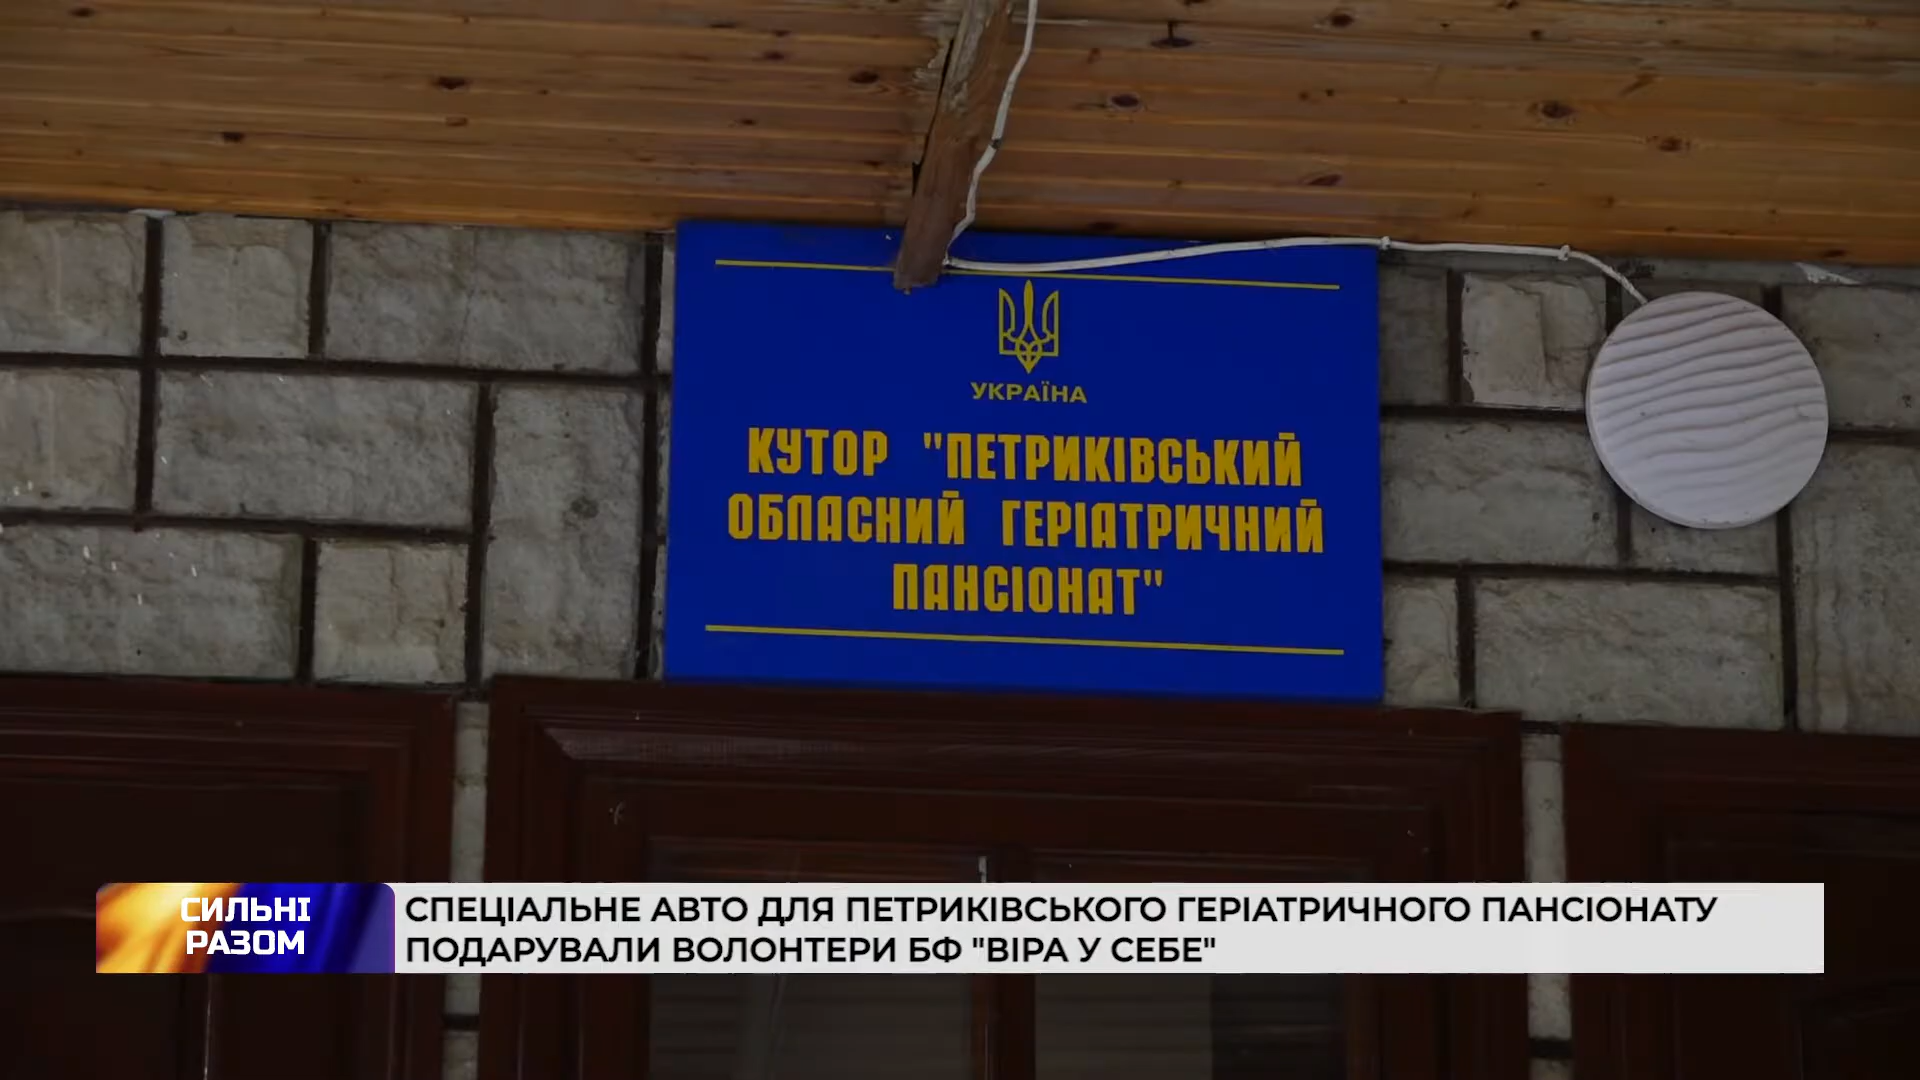 УКРАЇНА
КУТОР "ПЕТРИКІВСЬКИЙ
ОБЛАСНИЙ ГЕРІАТРИЧНИЙ
ПАНСІОНАТ"
СИЛЬНІ
РАЗОМ
СПЕЦІАЛЬНЕ АВТО ДЛЯ ПЕТРИКІВСЬКОГО ГЕРІАТРИЧНОГО ПАНСІОНАТУ
ПОДАРУВАЛИ ВОЛОНТЕРИ БФ "ВІРА У СЕБЕ"